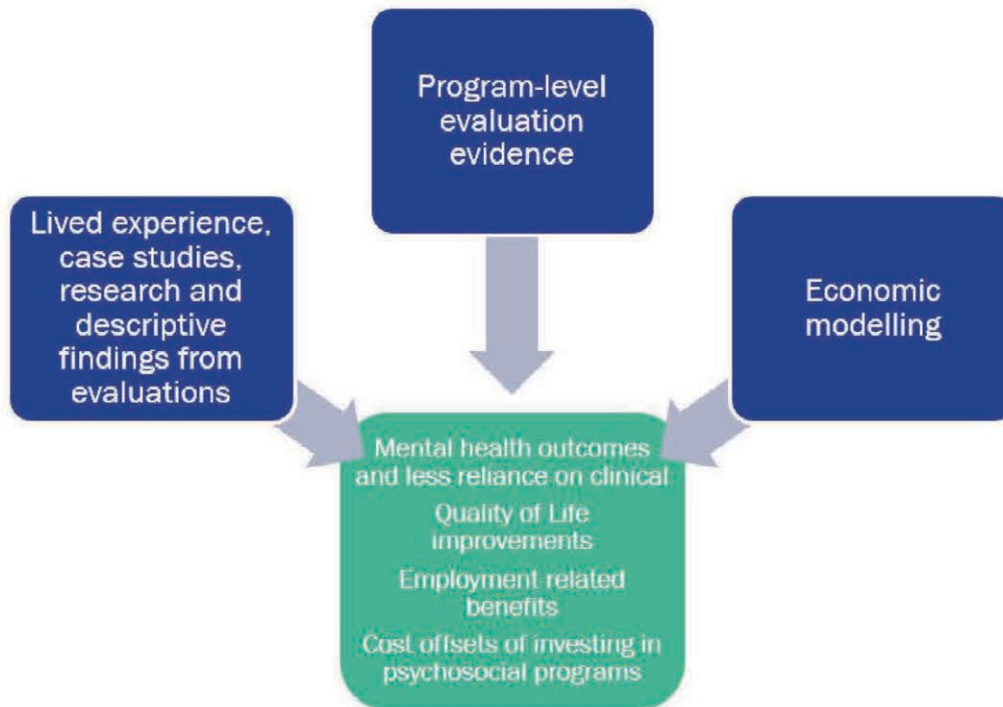 Program-level
evaluation
evidence
Lived experience,
case studies,
research and
descriptive
findings from
evaluations
Economic
modelling
Mental health outcomes
and less reliance on clinical
Quality of Life
improvements
Employment related
benefits
Cost offsets of investing in
psychosocial programs